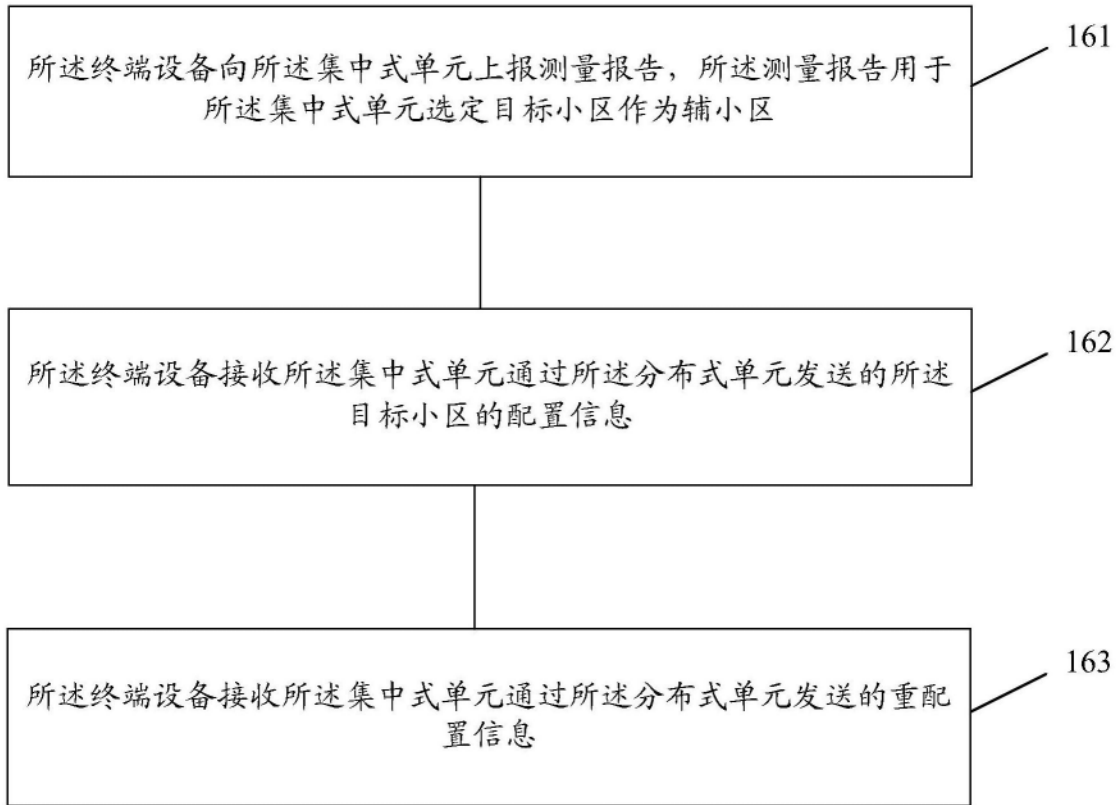 所述终端设备向所述集中式单元上报测量报告，所述测量报告用于
所述集中式单元选定目标小区作为辅小区
161
所述终端设备接收所述集中式单元通过所述分布式单元发送的所述
目标小区的配置信息
162
所述终端设备接收所述集中式单元通过所述分布式单元发送的重配
置信息
163